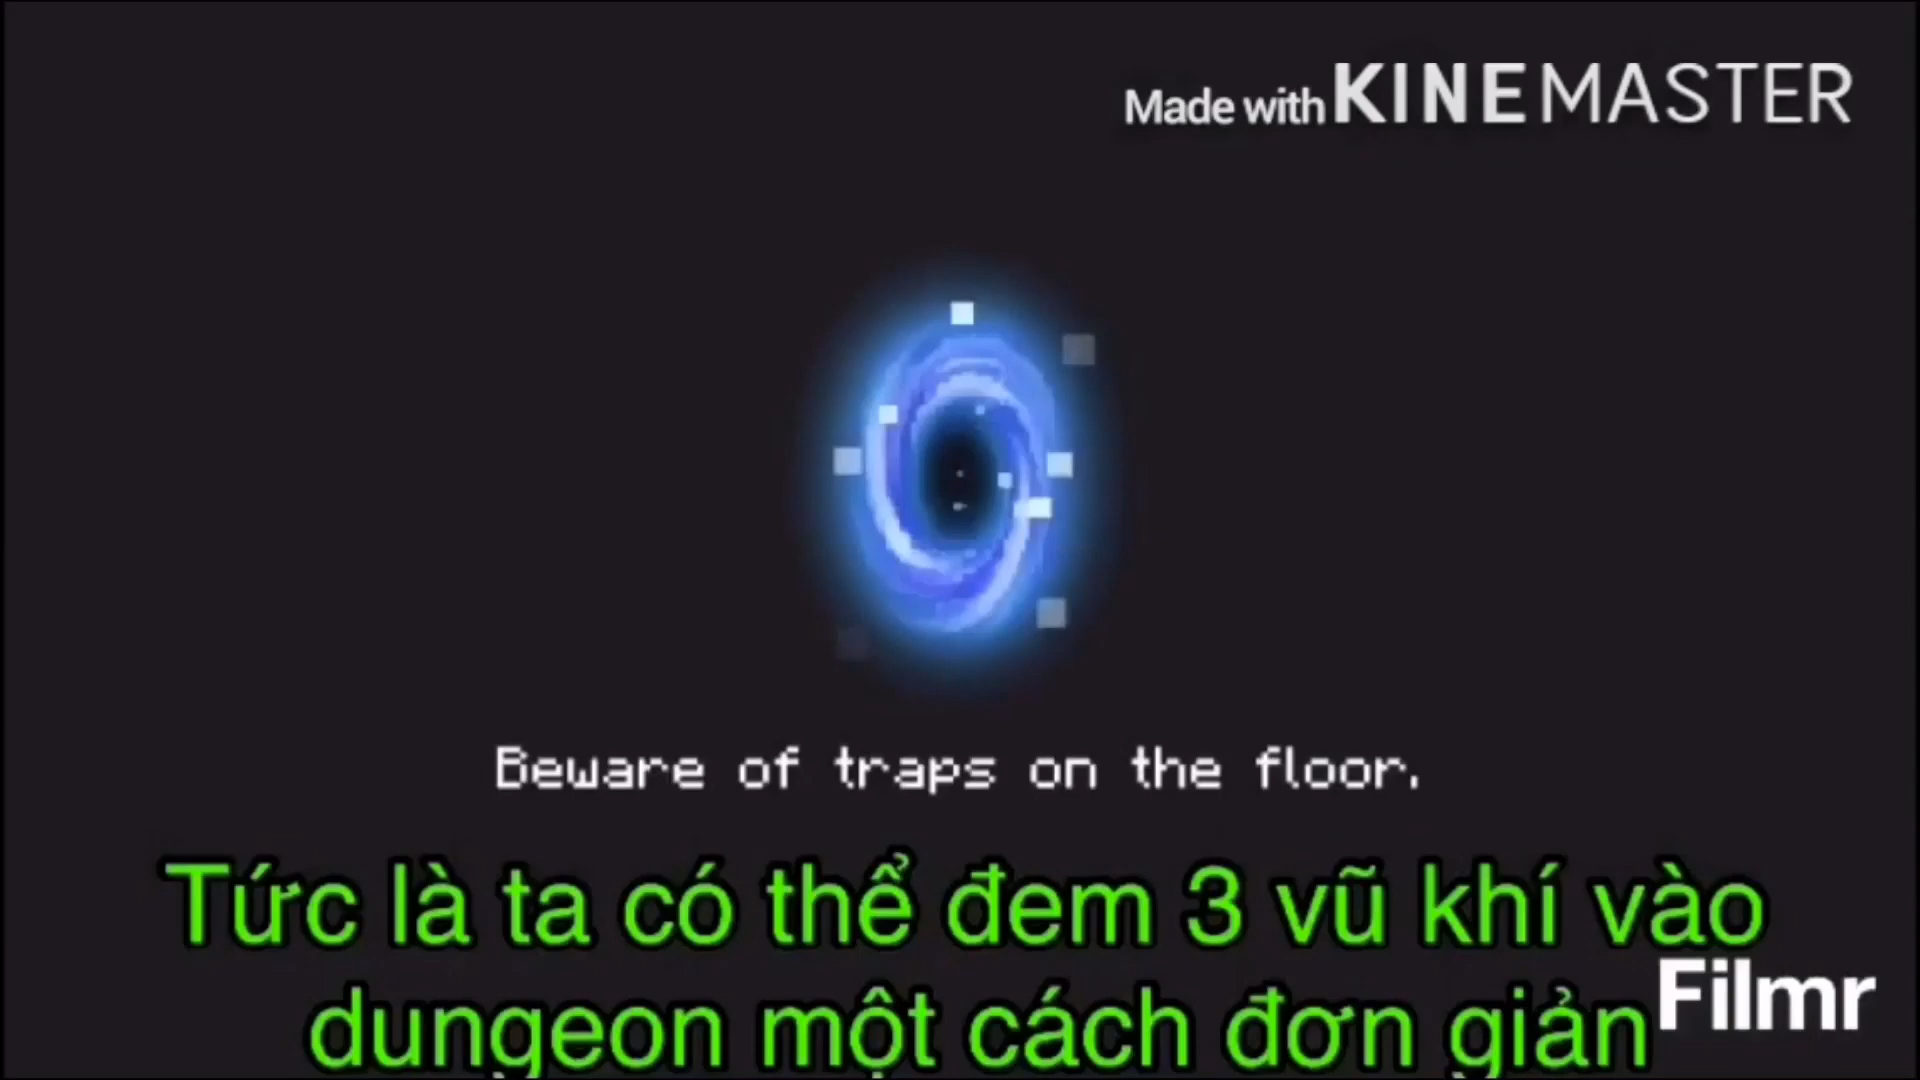 Made with KINEMASTER
Beware of traps on the floor.
Tức là ta có thể đem 3 vũ khí vào
dungeon một cách đơn giản
Filmr